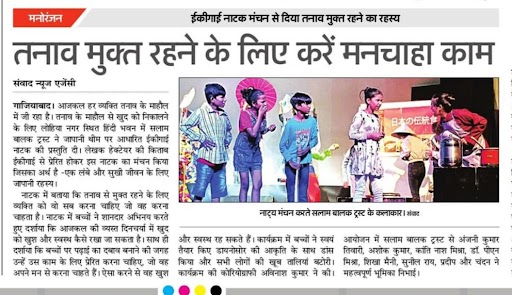 मनोरंजन
ईकीगाई नाटक मंचन से दिया तनाव मुक्त रहने का रहस्य
तनाव मुक्त रहने के लिए करें मनचाहा काम
संवाद न्यूज एजेंसी
गाजियाबाद। आजकल हर व्यक्ति तनाव के माहौल
में जी रहा है। तनाव के माहौल से खुद को निकालने
के लिए लोहिया नगर स्थित हिंदी भवन में सलाम
बालक ट्रस्ट ने जापानी थीम पर आधारित ईकीगाई
नाटक की प्रस्तुति दी। लेखक हेक्टेयर की किताब
ईकीगाई से प्रेरित होकर इस नाटक का मंचन किया
जिसका अर्थ है -एक लंबे और सुखी जीवन के लिए
जापानी रहस्य।
नाटक में बताया कि तनाव से मुक्त रहने के लिए
व्यक्ति को वो सब करना चाहिए जो वह करना
चाहता है। नाटक में बच्चों ने शानदार अभिनय करते
हुए दर्शाया कि आजकल की व्यस्त दिनचर्या में खुद
को खुश और स्वस्थ कैसे रखा जा सकता है। साथ ही
दर्शाया कि बच्चों पर पढ़ाई का दबाव बनाने की जगह
उन्हें उस काम के लिए प्रेरित करना चाहिए, जो वह
अपने मन से करना चाहते हैं। ऐसा करने से वह खुश
日本の伝統食
नाट्य मंचन करते सलाम बालक ट्रस्ट के कलाकार। संवाद
और स्वस्थ रह सकते हैं। कार्यक्रम में बच्चों ने स्वयं
तैयार किए डायनोसोर की आकृति के साथ डांस
किया और सभी लोगों की खूब तालियां बटोरी।
कार्यक्रम की कोरियोग्राफी अविनाश कुमार ने की।
आयोजन में सलाम बालक ट्रस्ट से अंजनी कुमार
तिवारी, अशोक कुमार, कांति नाश मिश्रा, डॉ. पीएन
मिश्रा, शिखा मैनी, सुनील राय, प्रदीप और चंदन ने
महत्वपूर्ण भूमिका निभाई।